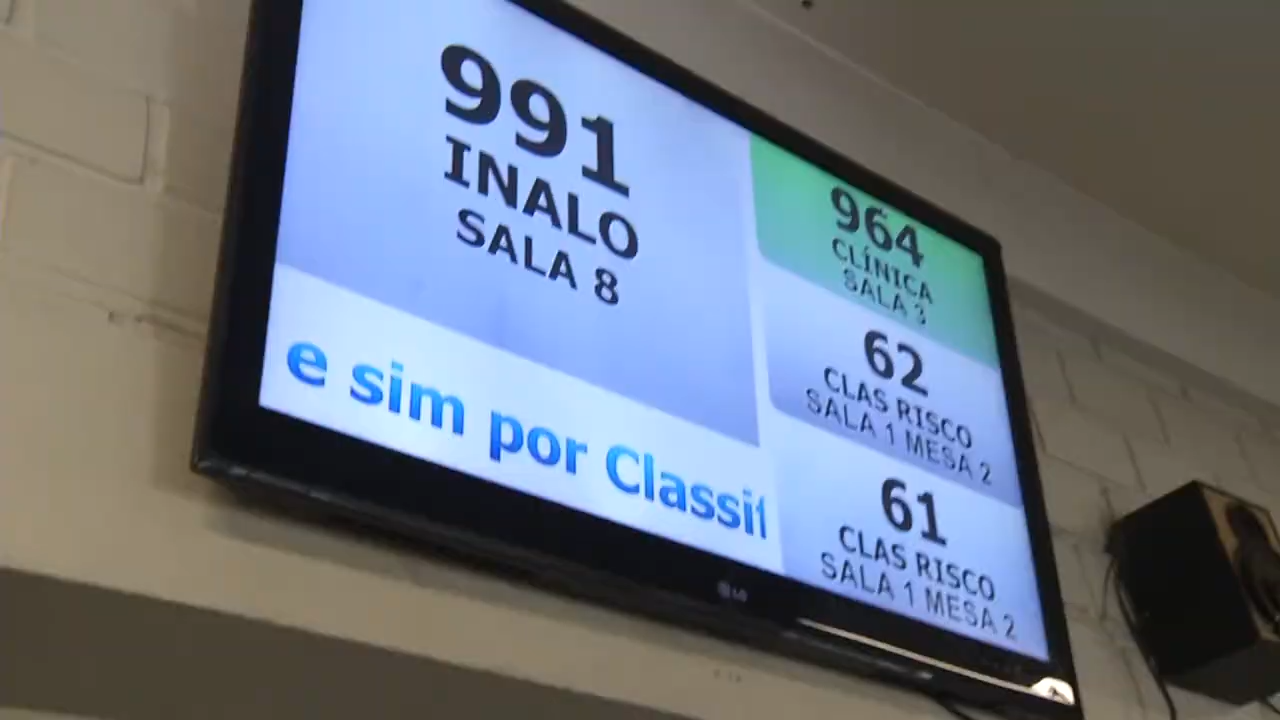 991
INALO
SALA 8
e sim por Classif
964
CLÍNICA
SALA 3
62
CLAS RISCO
SALA 1 MESA 2
61
CLAS RISCO
SALA 1 MESA 2
LG